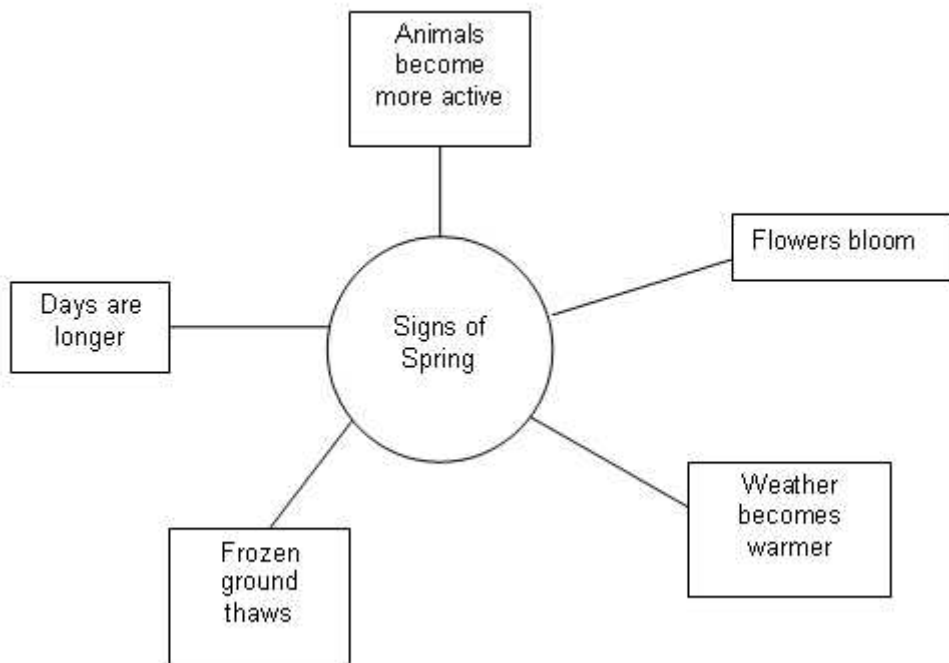 Animals
become
more active
Flowers bloom
Days are
longer
Signs of
Spring
Weather
becomes
warmer
Frozen
ground
thaws